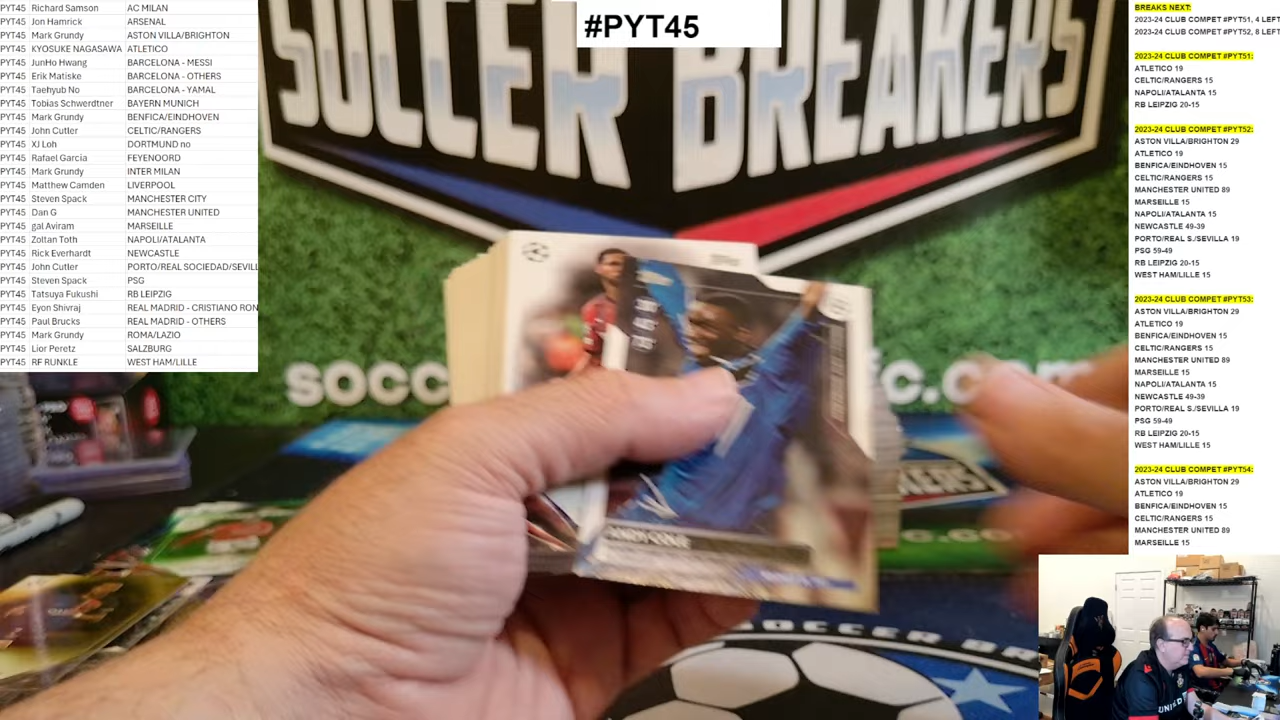 PYT45 Richard Samson AC MILAN
PYT45 Jon Hamrick ARSENAL
PYT45 Mark Grundy ASTON VILLA/BRIGHTON
PYT45 KYOSUKE NAGASAWA ATLETICO
PYT45 JunHo Hwang BARCELONA - MESSI
PYT45 Erik Matiske BARCELONA - OTHERS
PYT45 Taehyub No BARCELONA - YAMAL
PYT45 Tobias Schwerdtner BAYERN MUNICH
PYT45 Mark Grundy BENFICA/EINDHOVEN
PYT45 John Cutler CELTIC/RANGERS
PYT45 XJ Loh DORTMUND no
PYT45 Rafael Garcia FEYENOORD
PYT45 Mark Grundy INTER MILAN
PYT45 Matthew Camden LIVERPOOL
PYT45 Steven Spack MANCHESTER CITY
PYT45 Dan G MANCHESTER UNITED
PYT45 gal Aviram MARSEILLE
PYT45 Zoltan Toth NAPOLI/ATALANTA
PYT45 Rick Everhardt NEWCASTLE
PYT45 John Cutler PORTO/REAL SOCIEDAD/SEVILL
PYT45 Steven Spack PSG
PYT45 Tatsuya Fukushi RB LEIPZIG
PYT45 Eyon Shivraj REAL MADRID - CRISTIANO RON
PYT45 Paul Brucks REAL MADRID - OTHERS
PYT45 Mark Grundy ROMA/LAZIO
PYT45 Lior Peretz SALZBURG
PYT45 RF RUNKLE WEST HAM/LILLE
#PYT45
SOCCER BREAKERS
socc
c.com
SOCCER BR
BREAKS NEXT:
2023-24 CLUB COMPET #PYT51, 4 LEFT
2023-24 CLUB COMPET #PYT52, 8 LEFT
2023-24 CLUB COMPET #PYT51:
ATLETICO 19
CELTIC/RANGERS 15
NAPOLI/ATALANTA 15
RB LEIPZIG 20-15
2023-24 CLUB COMPET #PYT52:
ASTON VILLA/BRIGHTON 29
ATLETICO 19
BENFICA/EINDHOVEN 15
CELTIC/RANGERS 15
MANCHESTER UNITED 89
MARSEILLE 15
NAPOLI/ATALANTA 15
NEWCASTLE 49-39
PORTO/REAL S./SEVILLA 19
PSG 59-49
RB LEIPZIG 20-15
WEST HAM/LILLE 15
2023-24 CLUB COMPET #PYT53:
ASTON VILLA/BRIGHTON 29
ATLETICO 19
BENFICA/EINDHOVEN 15
CELTIC/RANGERS 15
MANCHESTER UNITED 89
MARSEILLE 15
NAPOLI/ATALANTA 15
NEWCASTLE 49-39
PORTO/REAL S./SEVILLA 19
PSG 59-49
RB LEIPZIG 20-15
WEST HAM/LILLE 15
2023-24 CLUB COMPET #PYT54:
ASTON VILLA/BRIGHTON 29
ATLETICO 19
BENFICA/EINDHOVEN 15
CELTIC/RANGERS 15
MANCHESTER UNITED 89
MARSEILLE 15